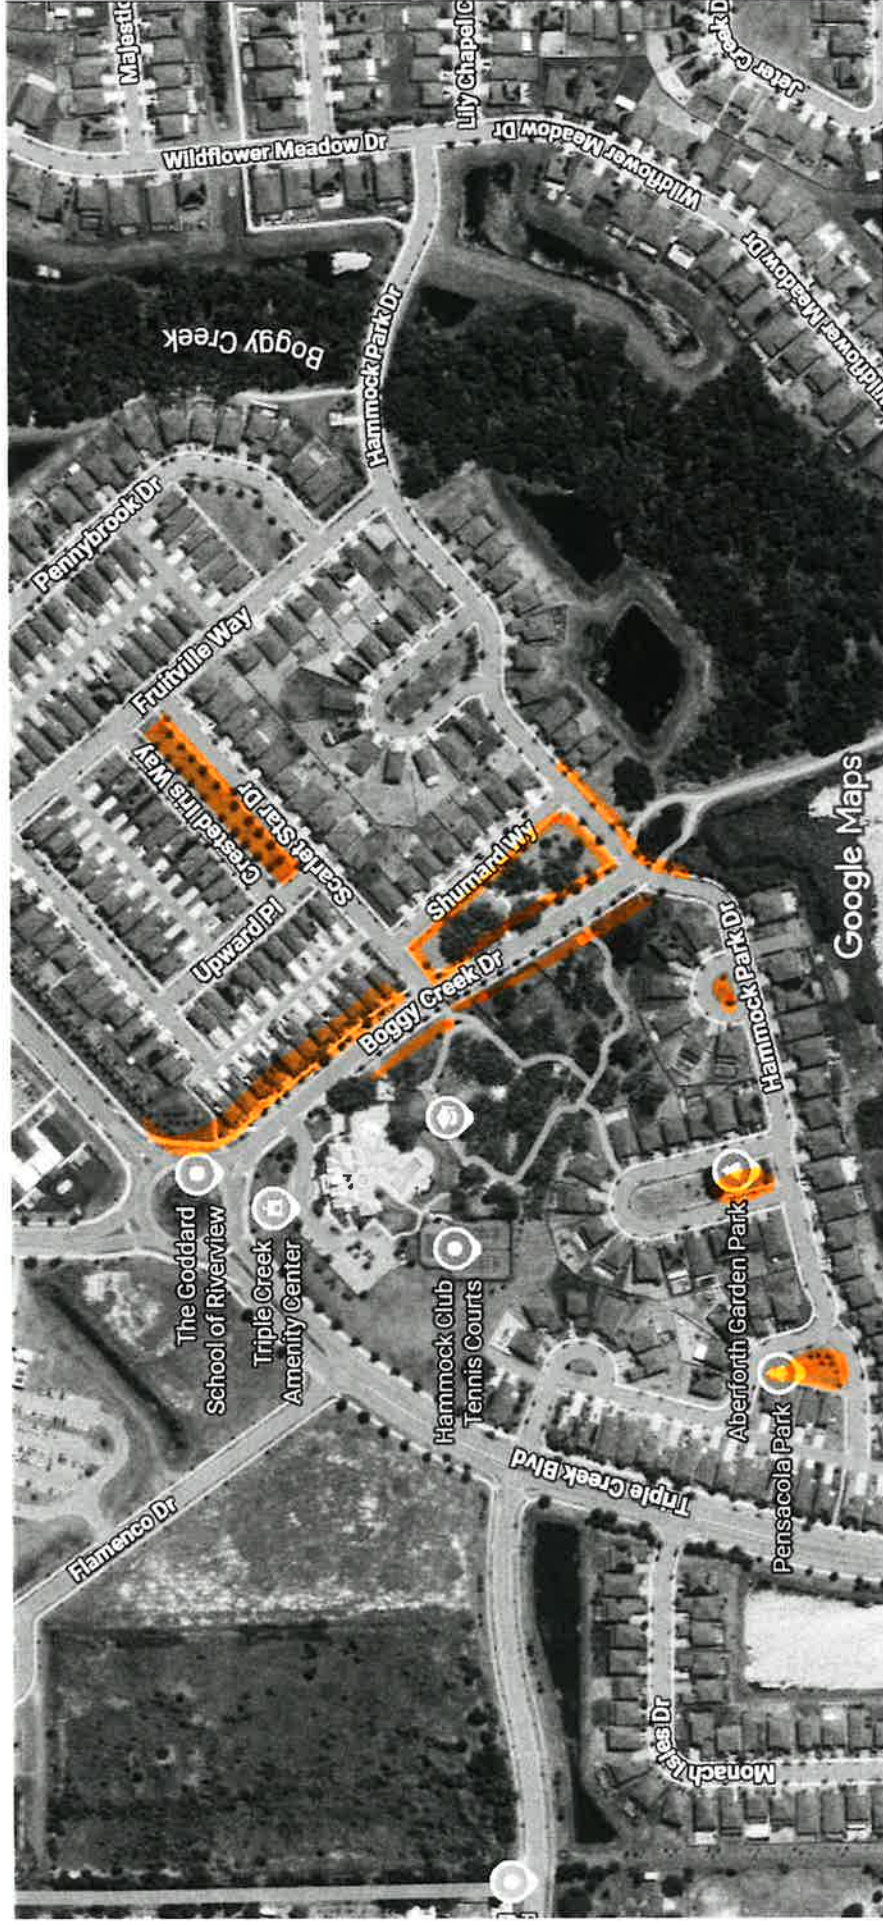 Majestic
Wildflower Meadow Dr
Lily Chapel C
Jeter Creek D
Wildflower Meadow Dr
Wildflower Meadow Dr
Wildflower Meadow Dr
Boggy Creek
Hammock Park Dr
Pennybrook Dr
Fruitville Way
Crested Iris Way
Scarlet Star Dr
Upward Pl
Shumard Wy
Boggy Creek Dr
Google Maps
Hammock Park Dr
The Goddard
School of Riverview
Triple Creek
Amenity Center
Hammock Club
Tennis Courts
Aberforth Garden Park
Pensacola Park
Triple Creek Blvd
Flamenco Dr
Monach Isles Dr